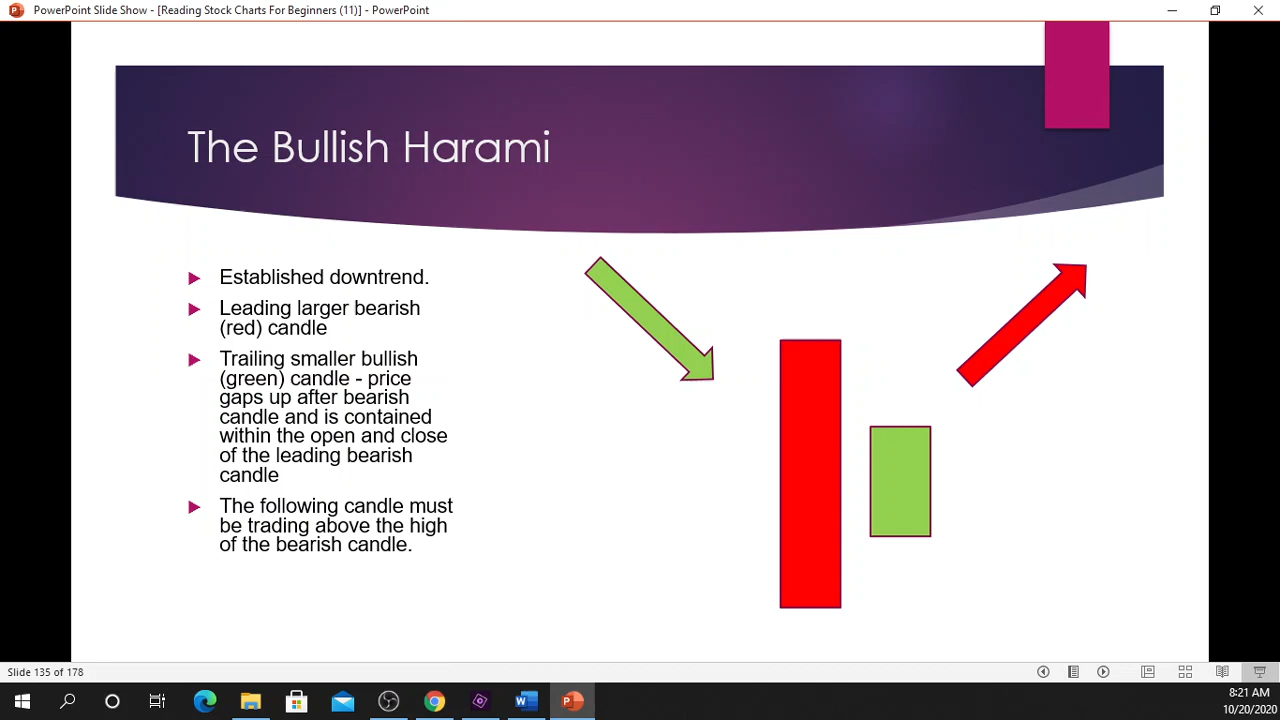 PowerPoint Slide Show - [Reading Stock Charts For Beginners (11)] - PowerPoint
The Bullish Harami
Established downtrend.
Leading larger bearish
(red) candle
Trailing smaller bullish
(green) candle - price
gaps up after bearish
candle and is contained
within the open and close
of the leading bearish
candle
The following candle must
be trading above the high
of the bearish candle.
Slide 135 of 178
8:21 AM
10/20/2020